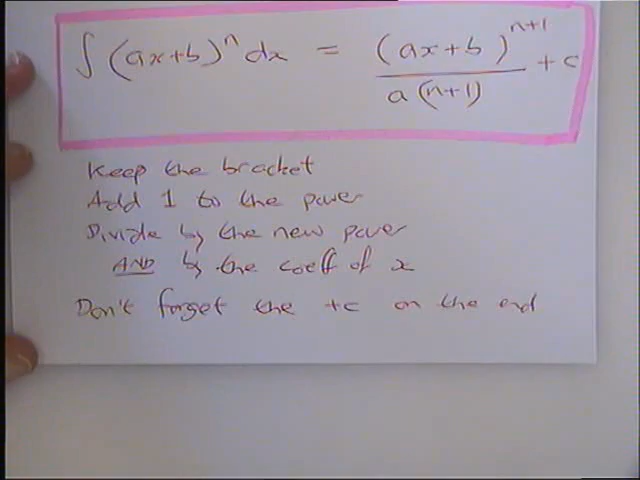 ∫(ax+b)ⁿ dx = (ax+b)ⁿ⁺¹ / a(n+1) + c
Keep the bracket
Add 1 to the power
Divide by the new power
AND by the coeff of x
Don't forget the +c on the end